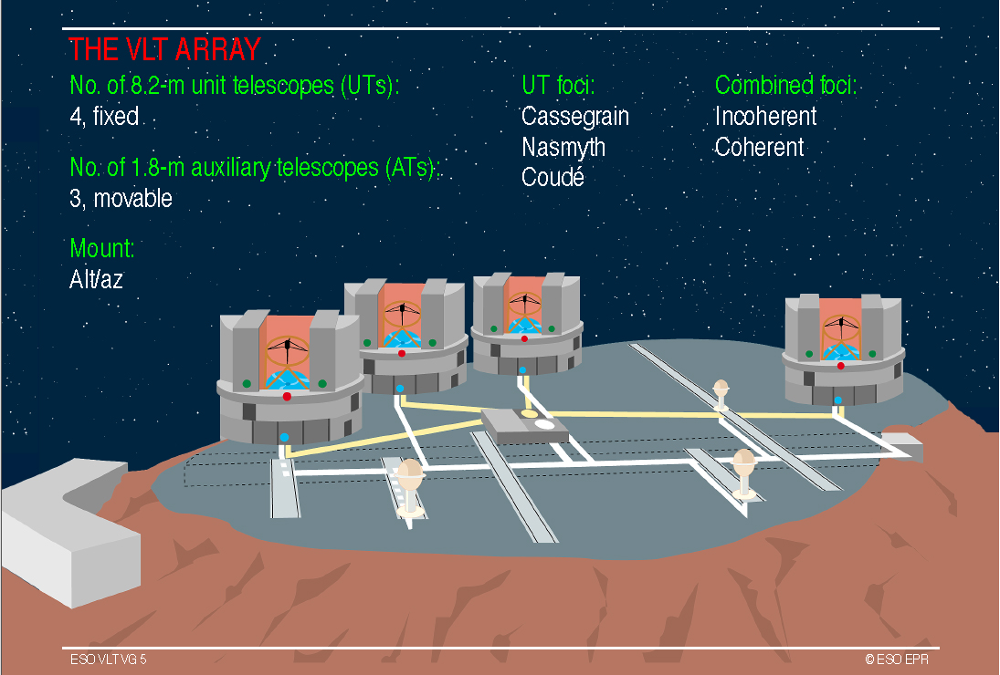 THE VLT ARRAY
No. of 8.2-m unit telescopes (UTs):
4, fixed
No. of 1.8-m auxiliary telescopes (ATs):
3, movable
Mount:
Alt/az
UT foci:
Cassegrain
Nasmyth
Coudé
Combined foci:
Incoherent
Coherent
ESO VLT VG 5
© ESO EPR